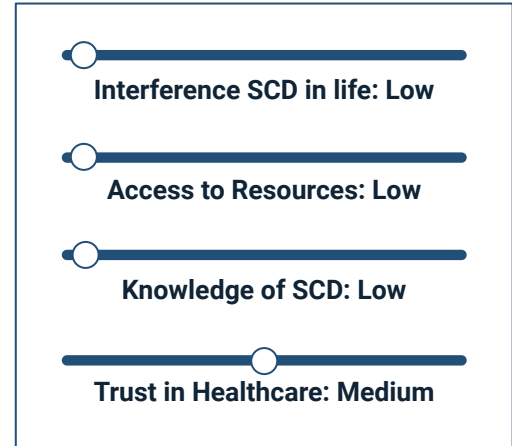 Interference SCD in life: Low
Access to Resources: Low
Knowledge of SCD: Low
Trust in Healthcare: Medium